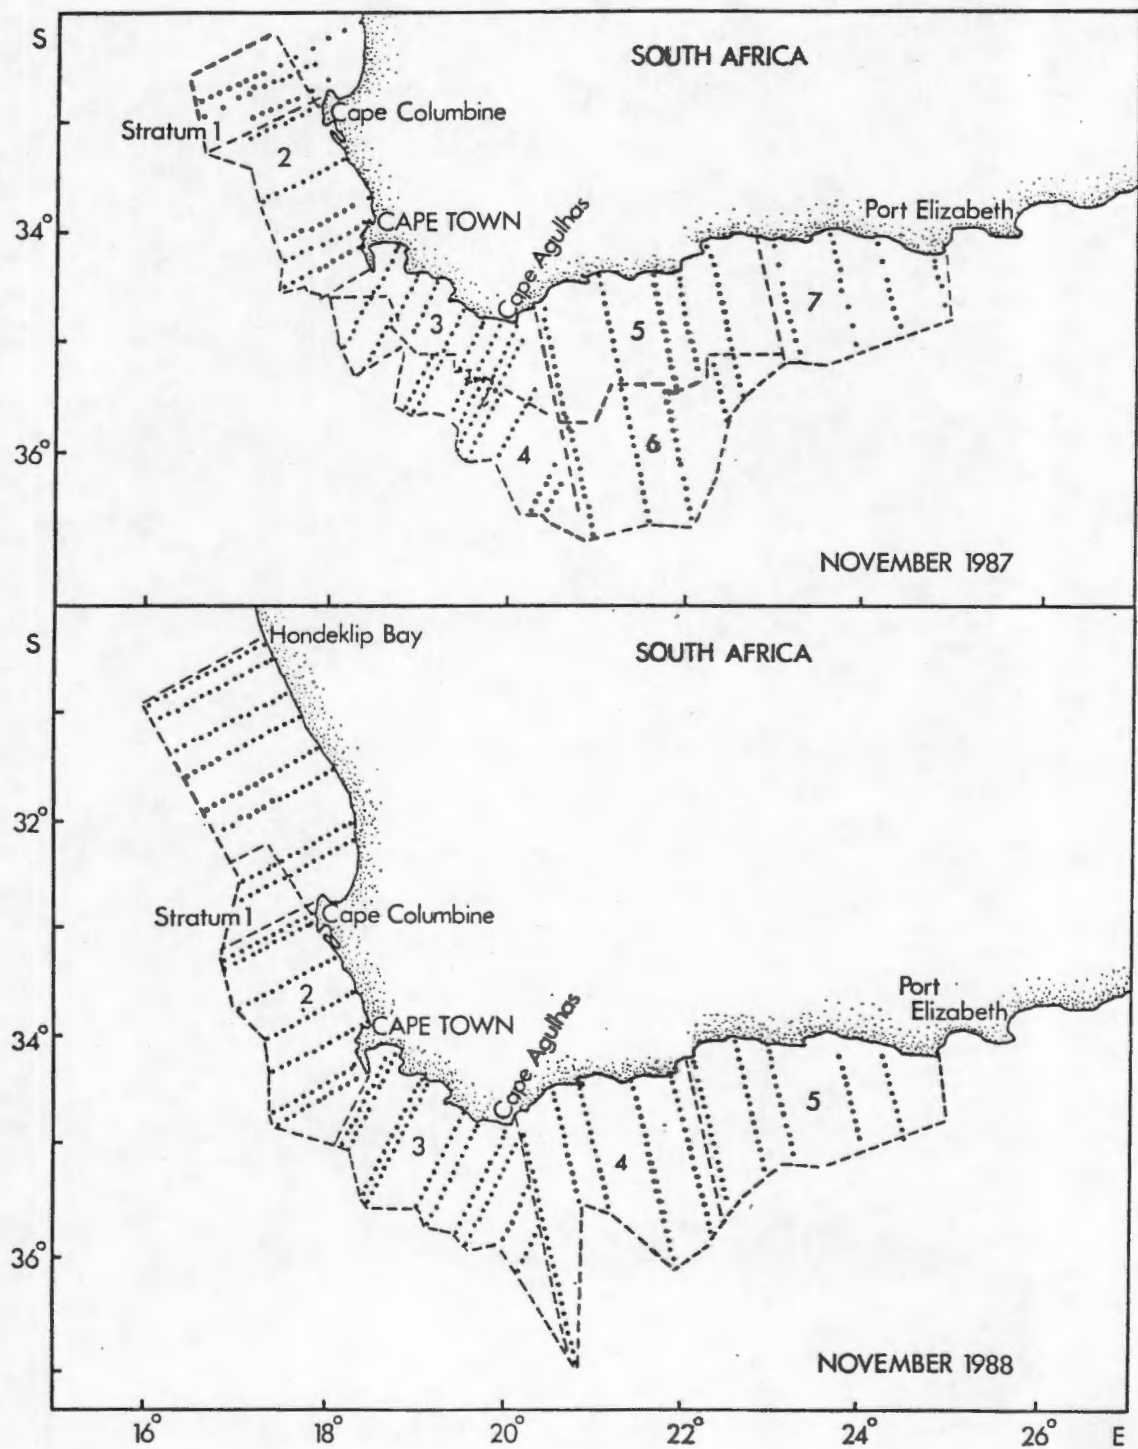 S
SOUTH AFRICA
Cape Columbine
Stratum 1
2
34°
CAPE TOWN
Cape Agulhas
Port Elizabeth
3
5
7
4
6
36°
NOVEMBER 1987
S
Hondeklip Bay
SOUTH AFRICA
32°
Stratum 1
Cape Columbine
2
34°
CAPE TOWN
Cape Agulhas
Port
Elizabeth
3
4
5
36°
NOVEMBER 1988
16° 18° 20° 22° 24° 26° E